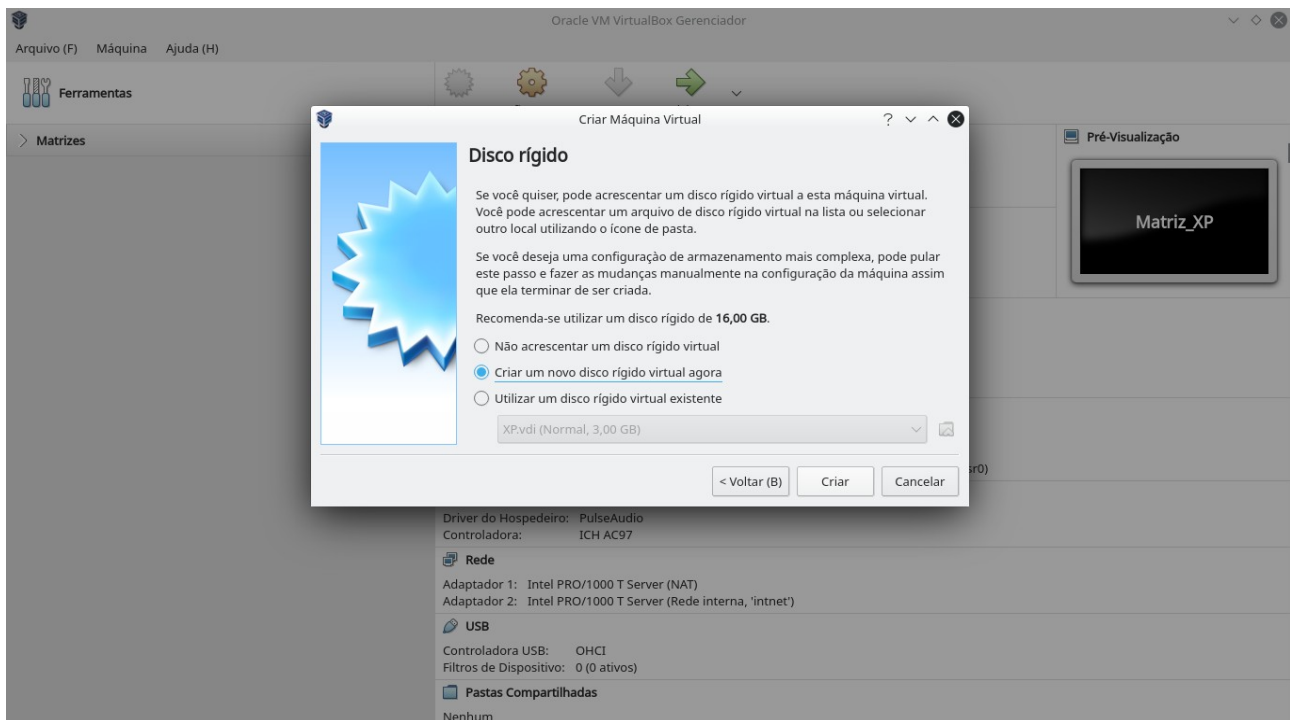 Oracle VM VirtualBox Gerenciador
Arquivo (F) Máquina Ajuda (H)
Ferramentas
Matrizes
Criar Máquina Virtual
Disco rígido
Se você quiser, pode acrescentar um disco rígido virtual a esta máquina virtual.
Você pode acrescentar um arquivo de disco rígido virtual na lista ou selecionar
outro local utilizando o ícone de pasta.
Se você deseja uma configuraçào de armazenamento mais complexa, pode pular
este passo e fazer as mudanças manualmente na configuração da máquina assim
que ela terminar de ser criada.
Recomenda-se utilizar um disco rígido de 16,00 GB.
Não acrescentar um disco rígido virtual
Criar um novo disco rígido virtual agora
Utilizar um disco rígido virtual existente
XP.vdi (Normal, 3,00 GB)
< Voltar (B) Criar Cancelar
Pré-Visualização
Matriz_XP
sr0)
Driver do Hospedeiro: PulseAudio
Controladora: ICH AC97
Rede
Adaptador 1: Intel PRO/1000 T Server (NAT)
Adaptador 2: Intel PRO/1000 T Server (Rede interna, 'intnet')
USB
Controladora USB: OHCI
Filtros de Dispositivo: 0 (0 ativos)
Pastas Compartilhadas
Nenhum